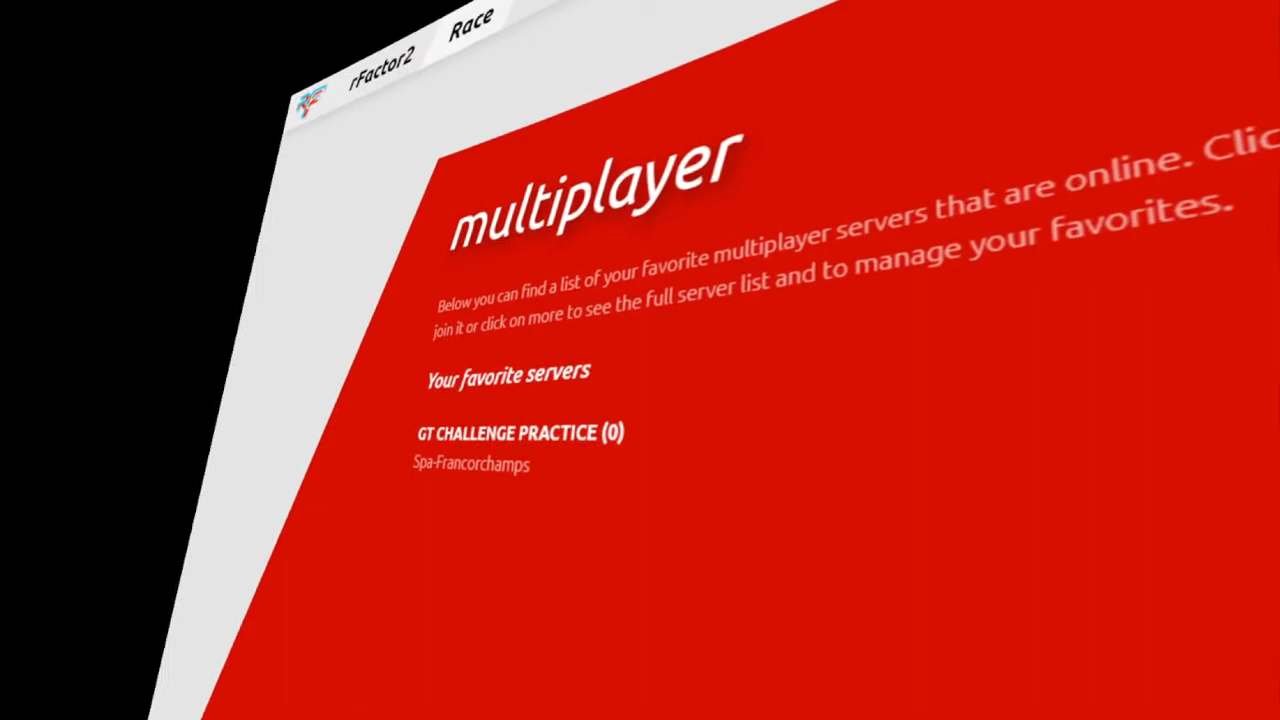 rFactor2 Race
multiplayer
Below you can find a list of your favorite multiplayer servers that are online.
join it or click on more to see the full server list and to manage your favorites.
Your favorite servers
GT CHALLENGE PRACTICE (0)
Spa-Francorchamps